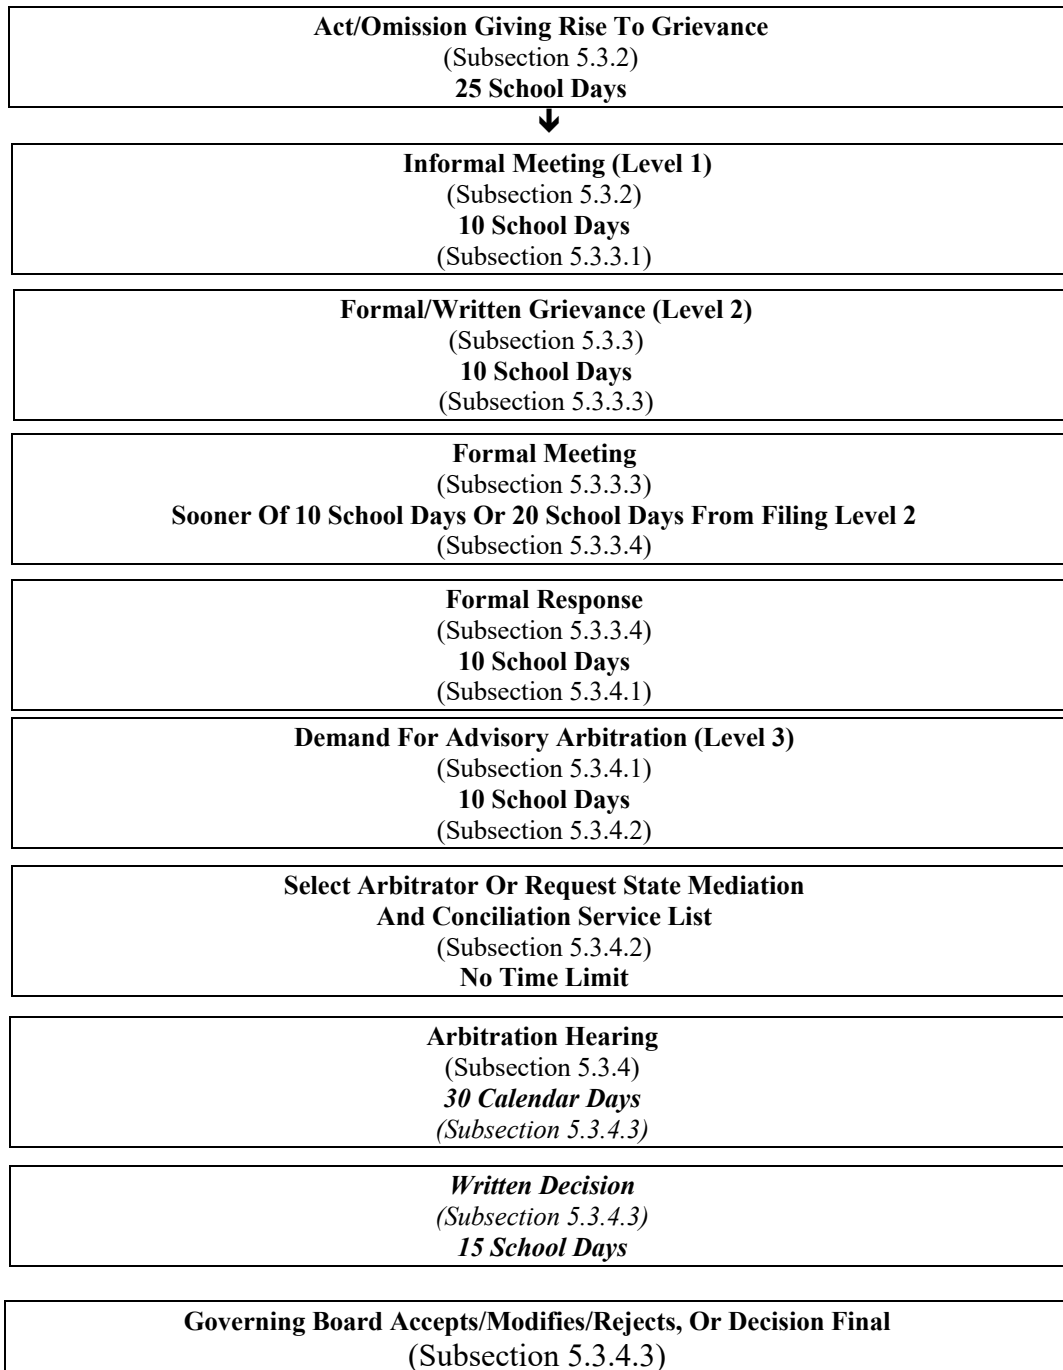 Act/Omission Giving Rise To Grievance
(Subsection 5.3.2)
25 School Days
Informal Meeting (Level 1)
(Subsection 5.3.2)
10 School Days
(Subsection 5.3.3.1)
Formal/Written Grievance (Level 2)
(Subsection 5.3.3)
10 School Days
(Subsection 5.3.3.3)
Formal Meeting
(Subsection 5.3.3.3)
Sooner Of 10 School Days Or 20 School Days From Filing Level 2
(Subsection 5.3.3.4)
Formal Response
(Subsection 5.3.3.4)
10 School Days
(Subsection 5.3.4.1)
Demand For Advisory Arbitration (Level 3)
(Subsection 5.3.4.1)
10 School Days
(Subsection 5.3.4.2)
Select Arbitrator Or Request State Mediation
And Conciliation Service List
(Subsection 5.3.4.2)
No Time Limit
Arbitration Hearing
(Subsection 5.3.4)
30 Calendar Days
(Subsection 5.3.4.3)
Written Decision
(Subsection 5.3.4.3)
15 School Days
Governing Board Accepts/Modifies/Rejects, Or Decision Final
(Subsection 5.3.4.3)